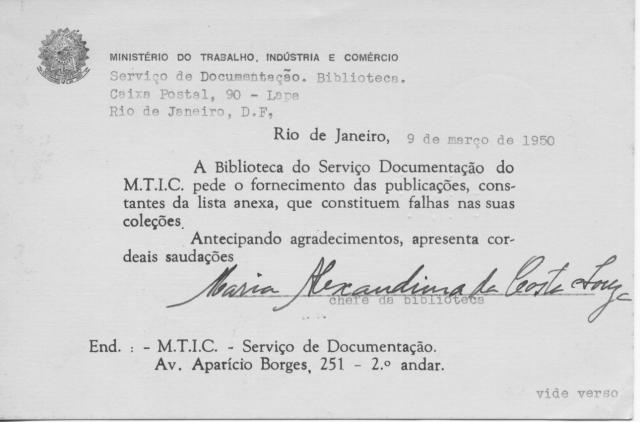 MINISTÉRIO DO TRABALHO, INDÚSTRIA E COMÉRCIO
Serviço de Documentação. Biblioteca.
Caixa Postal, 90 - Lapa
Rio de Janeiro, D.F,
Rio de Janeiro, 9 de março de 1950
A Biblioteca do Serviço Documentação do
M.T.I.C. pede o fornecimento das publicações, cons-
tantes da lista anexa, que constituem falhas nas suas
coleções.
Antecipando agradecimentos, apresenta cor-
deais saudações
Maria Alexandrina da Costa Souza
chefe da biblioteca
End. : - M.T.I.C. - Serviço de Documentação.
Av. Aparício Borges, 251 - 2.º andar.
vide verso